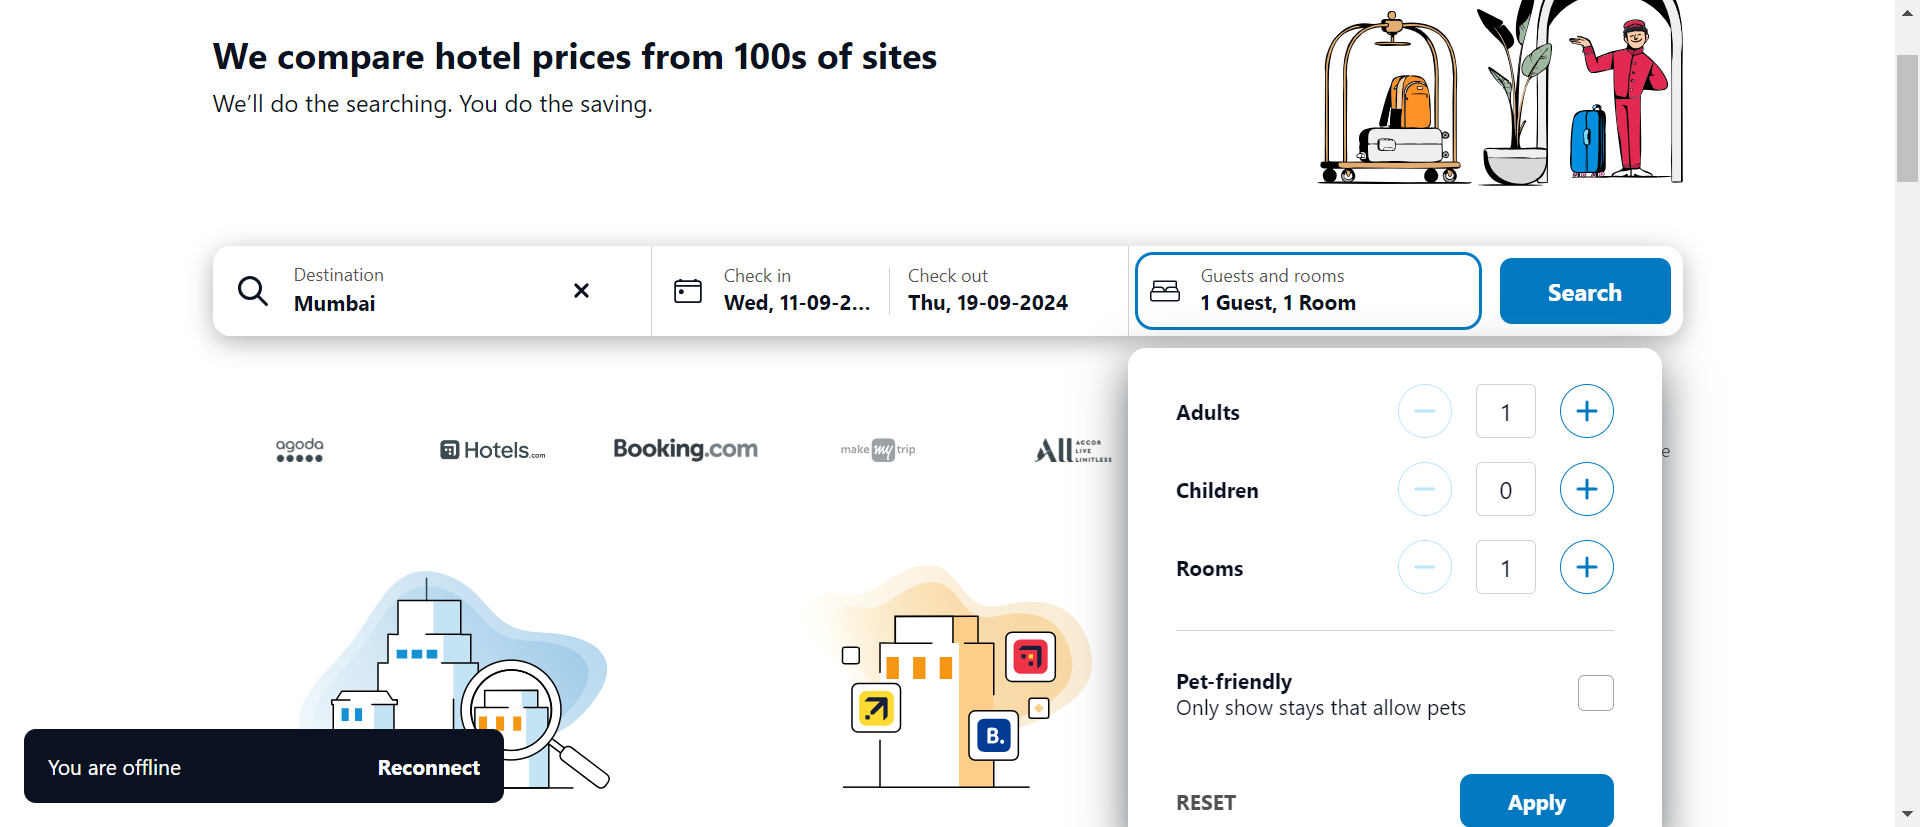 We compare hotel prices from 100s of sites
We'll do the searching. You do the saving.
Destination
Mumbai
Check in
Wed, 11-09-2...
Check out
Thu, 19-09-2024
Guests and rooms
1 Guest, 1 Room
Search
agoda
Hotels.com
Booking.com
make my trip
All ACCOR LIVE LIMITLESS
e
Adults
1
Children
0
Rooms
1
Pet-friendly
Only show stays that allow pets
B.
You are offline
Reconnect
RESET
Apply